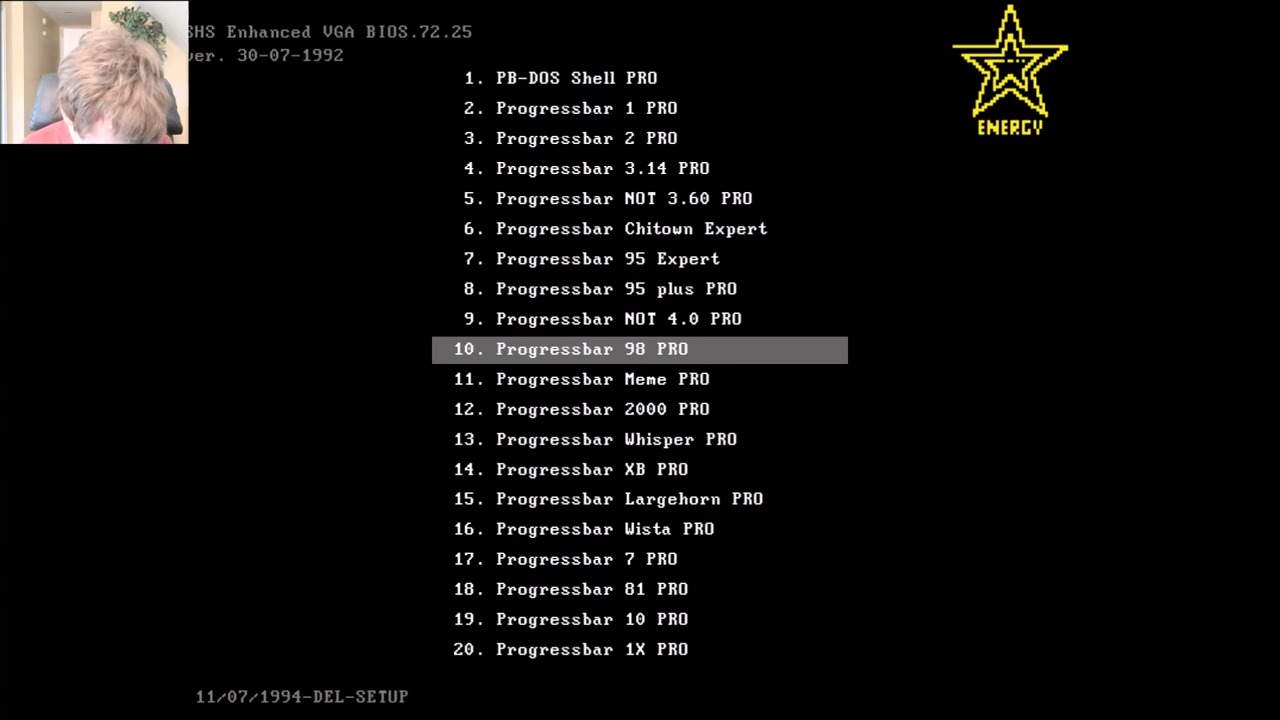 SHS Enhanced VGA BIOS.72.25
ver. 30-07-1992
ENERGY
1. PB-DOS Shell PRO
2. Progressbar 1 PRO
3. Progressbar 2 PRO
4. Progressbar 3.14 PRO
5. Progressbar NOT 3.60 PRO
6. Progressbar Chitown Expert
7. Progressbar 95 Expert
8. Progressbar 95 plus PRO
9. Progressbar NOT 4.0 PRO
10. Progressbar 98 PRO
11. Progressbar Meme PRO
12. Progressbar 2000 PRO
13. Progressbar Whisper PRO
14. Progressbar XB PRO
15. Progressbar Largehorn PRO
16. Progressbar Wista PRO
17. Progressbar 7 PRO
18. Progressbar 81 PRO
19. Progressbar 10 PRO
20. Progressbar 1X PRO
11/07/1994-DEL-SETUP